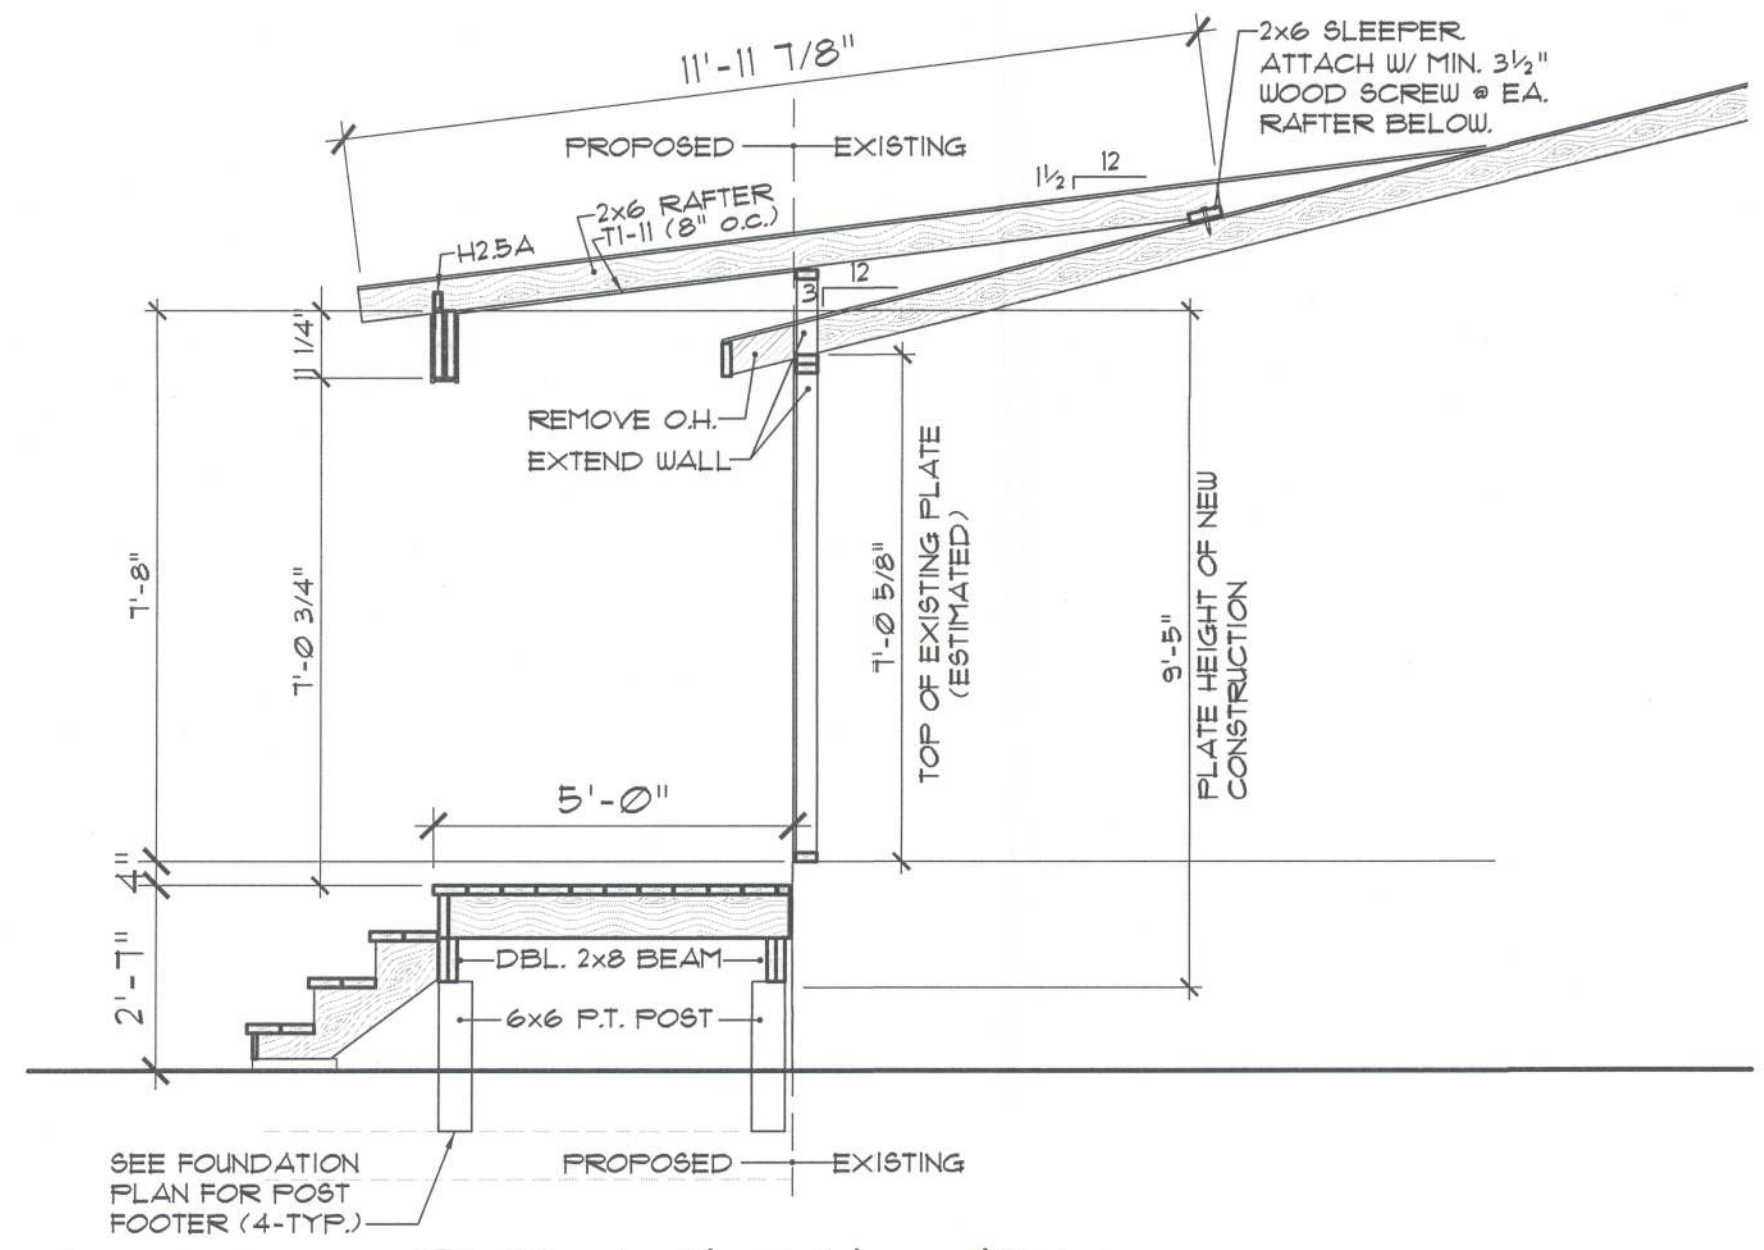 11'-11 7/8"
2x6 SLEEPER
ATTACH W/ MIN. 3½"
WOOD SCREW @ EA.
RAFTER BELOW.
PROPOSED
EXISTING
1½
12
2x6 RAFTER
T1-11 (8" O.C.)
H2.5A
12
3
11 1/4"
REMOVE O.H.
EXTEND WALL
7'-8"
7'-Ø 3/4"
7'-Ø 5/8"
TOP OF EXISTING PLATE
(ESTIMATED)
9'-5"
PLATE HEIGHT OF NEW
CONSTRUCTION
5'-Ø"
4"
2'-7"
DBL. 2x8 BEAM
6x6 P.T. POST
SEE FOUNDATION
PLAN FOR POST
FOOTER (4-TYP.)
PROPOSED
EXISTING